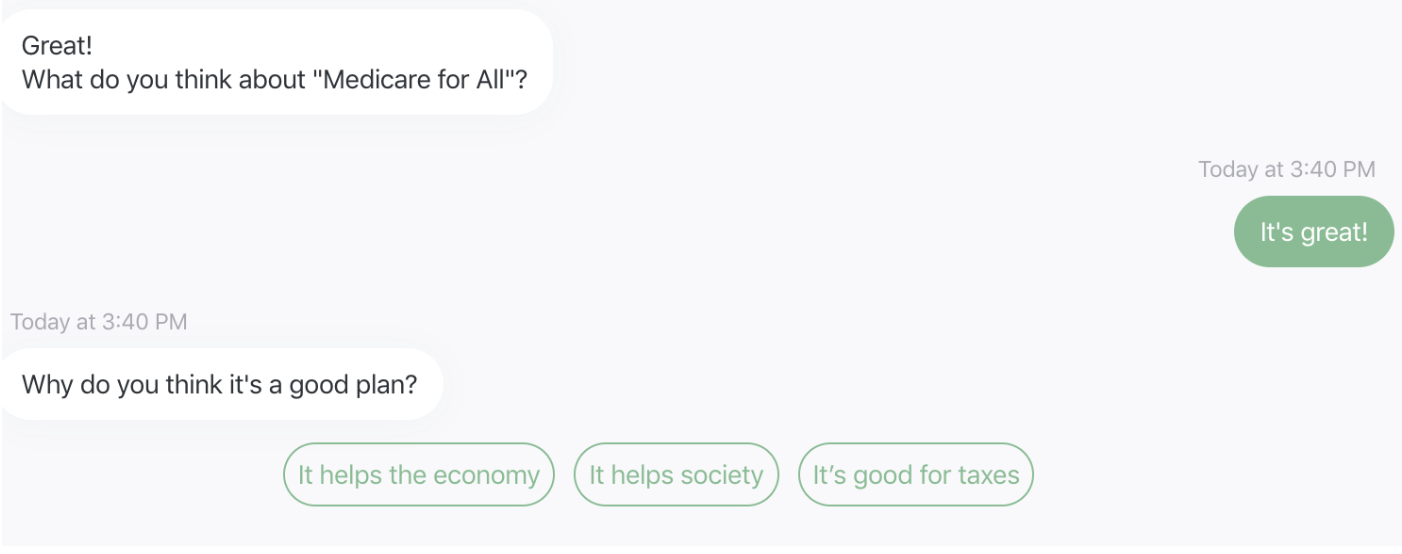 Great!
What do you think about "Medicare for All"?
Today at 3:40 PM
It's great!
Today at 3:40 PM
Why do you think it's a good plan?
It helps the economy
It helps society
It’s good for taxes